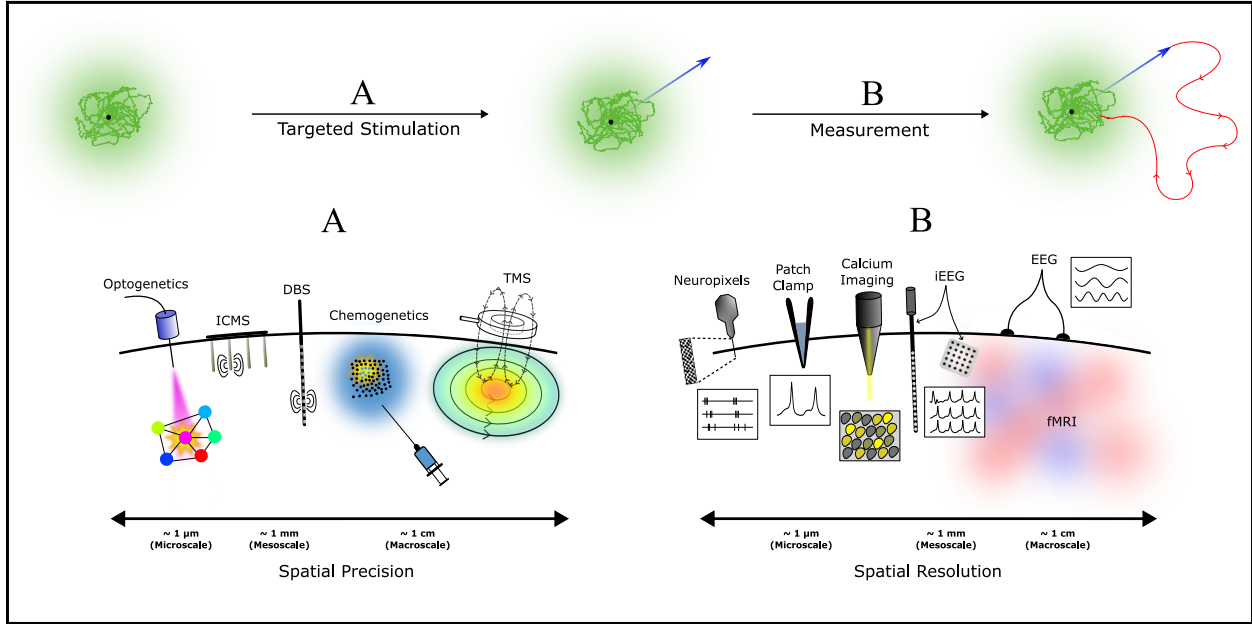 A
Targeted Stimulation
B
Measurement
A
Optogenetics
ICMS
DBS
Chemogenetics
TMS
~ 1 µm
(Microscale)
~ 1 mm
(Mesoscale)
~ 1 cm
(Macroscale)
Spatial Precision
B
Neuropixels
Patch
Clamp
Calcium
Imaging
iEEG
EEG
fMRI
~ 1 µm
(Microscale)
~ 1 mm
(Mesoscale)
~ 1 cm
(Macroscale)
Spatial Resolution